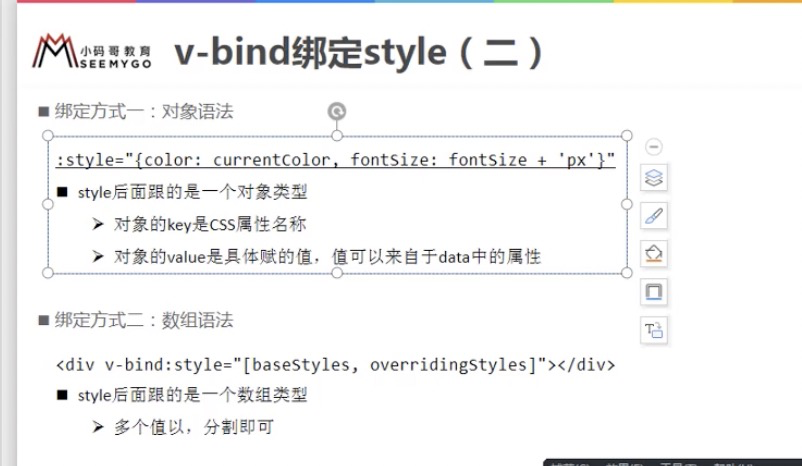 小码哥教育
SEEMYGO
v-bind绑定style（二）
■ 绑定方式一：对象语法
:style="{color: currentColor, fontSize: fontSize + 'px'}"
■ style后面跟的是一个对象类型
➢ 对象的key是CSS属性名称
➢ 对象的value是具体赋的值，值可以来自于data中的属性
■ 绑定方式二：数组语法
<div v-bind:style="[baseStyles, overridingStyles]"></div>
■ style后面跟的是一个数组类型
➢ 多个值以，分割即可